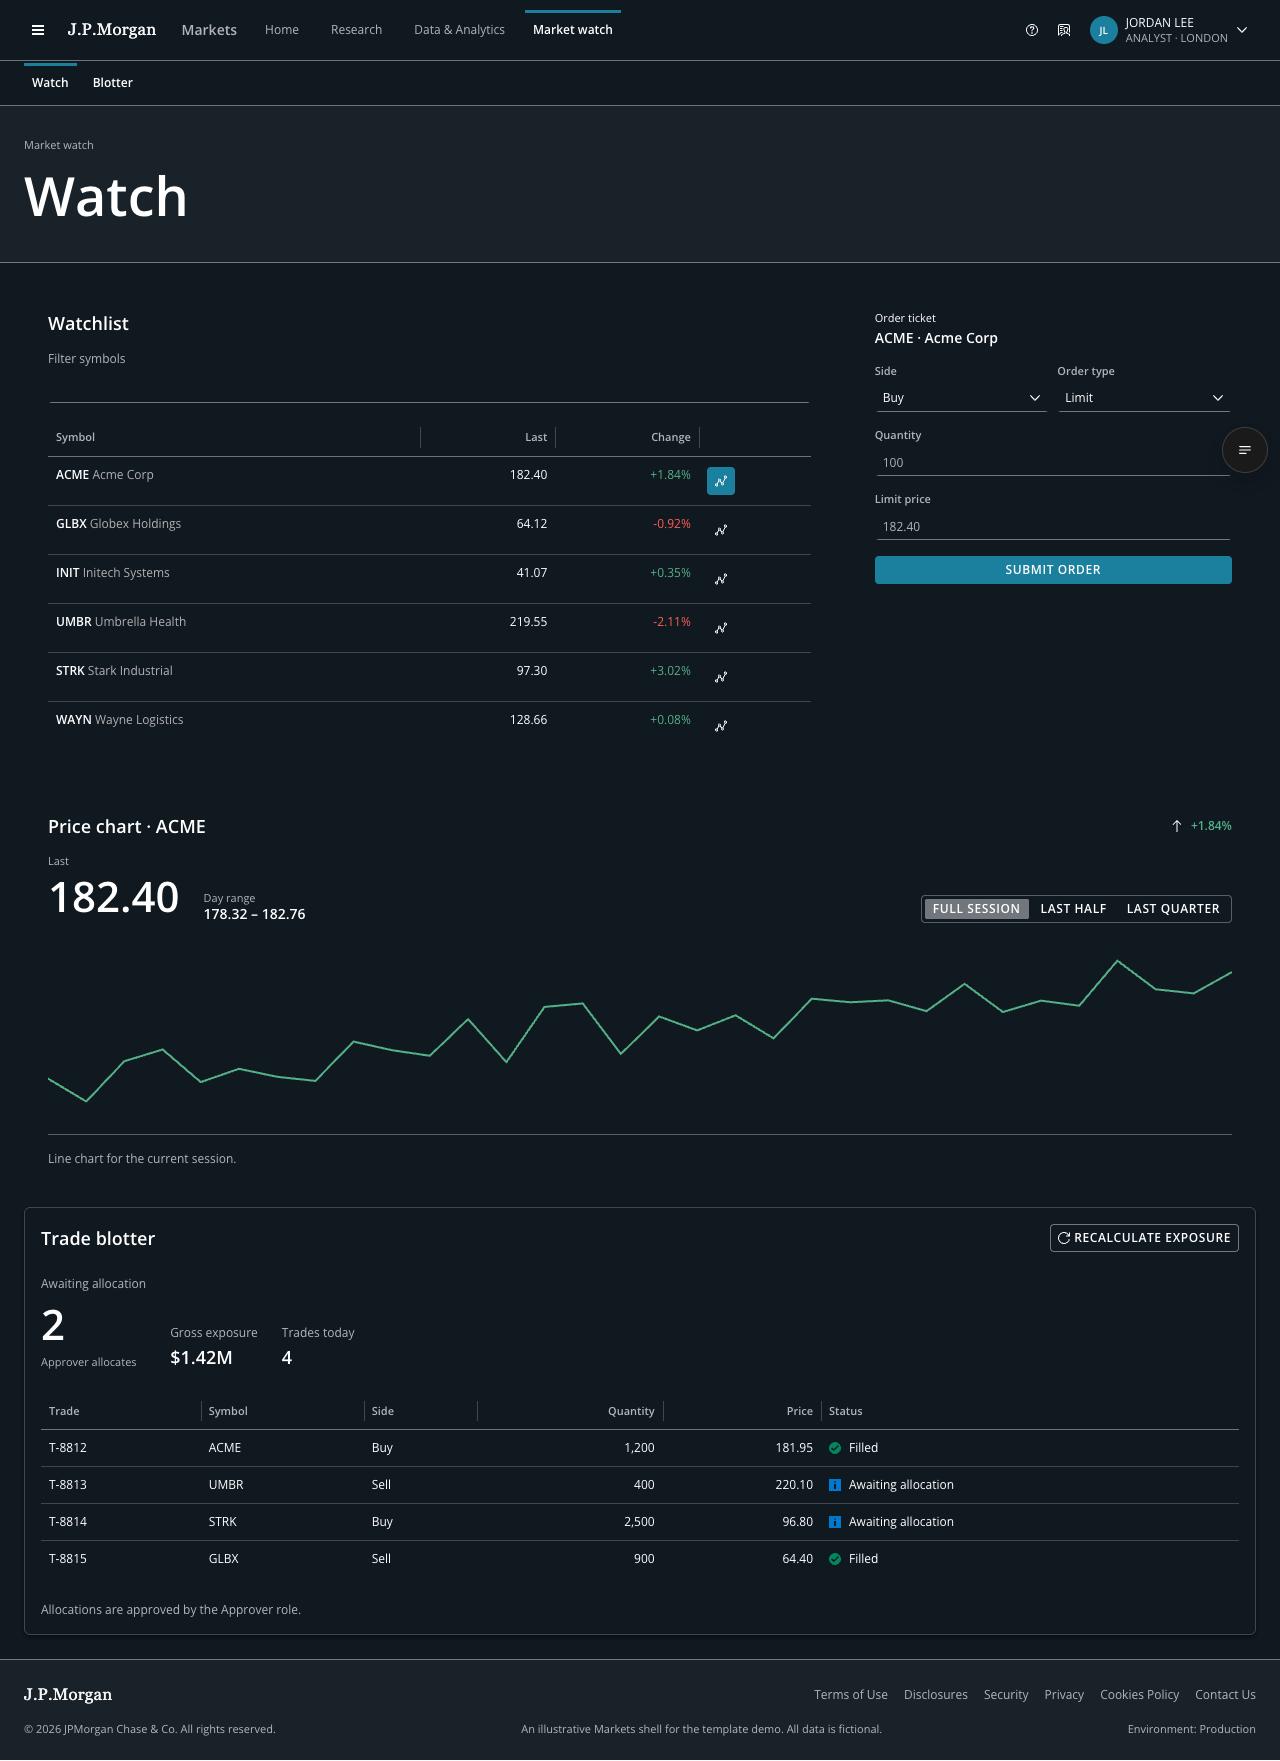 J.P.Morgan Markets Home Research Data & Analytics Market watch JL JORDAN LEE
ANALYST · LONDON
Watch Blotter
Market watch
Watch
Watchlist
Filter symbols
Symbol Last Change
ACME Acme Corp 182.40 +1.84%
GLBX Globex Holdings 64.12 -0.92%
INIT Initech Systems 41.07 +0.35%
UMBR Umbrella Health 219.55 -2.11%
STRK Stark Industrial 97.30 +3.02%
WAYN Wayne Logistics 128.66 +0.08%
Order ticket
ACME · Acme Corp
Side Order type
Buy Limit
Quantity
100
Limit price
182.40
SUBMIT ORDER
Price chart · ACME +1.84%
Last
182.40
Day range
178.32 – 182.76
FULL SESSION LAST HALF LAST QUARTER
Line chart for the current session.
Trade blotter RECALCULATE EXPOSURE
Awaiting allocation
2
Approver allocates
Gross exposure
$1.42M
Trades today
4
Trade Symbol Side Quantity Price Status
T-8812 ACME Buy 1,200 181.95 Filled
T-8813 UMBR Sell 400 220.10 Awaiting allocation
T-8814 STRK Buy 2,500 96.80 Awaiting allocation
T-8815 GLBX Sell 900 64.40 Filled
Allocations are approved by the Approver role.
J.P.Morgan Terms of Use Disclosures Security Privacy Cookies Policy Contact Us
© 2026 JPMorgan Chase & Co. All rights reserved. An illustrative Markets shell for the template demo. All data is fictional. Environment: Production